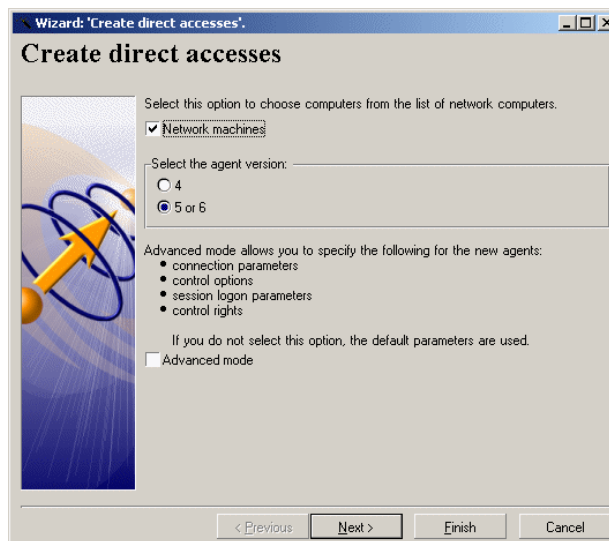 Wizard: 'Create direct accesses'.
Create direct accesses
Select this option to choose computers from the list of network computers.
Network machines
Select the agent version:
4
5 or 6
Advanced mode allows you to specify the following for the new agents:
• connection parameters
• control options
• session logon parameters
• control rights
If you do not select this option, the default parameters are used.
Advanced mode
< Previous Next > Finish Cancel